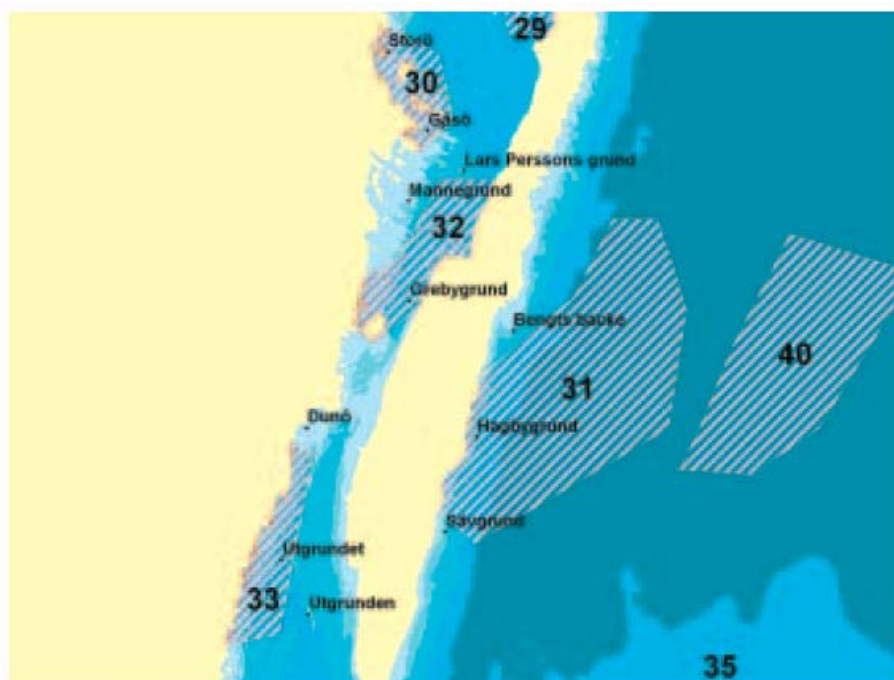 29
Storö
30
Gåsö
Lars Perssons grund
Mannegrund
32
Grebygrund
Bengts backe
40
31
Dunö
Hagbygrund
Sävgrund
Utgrundet
33
Utgrunden
35